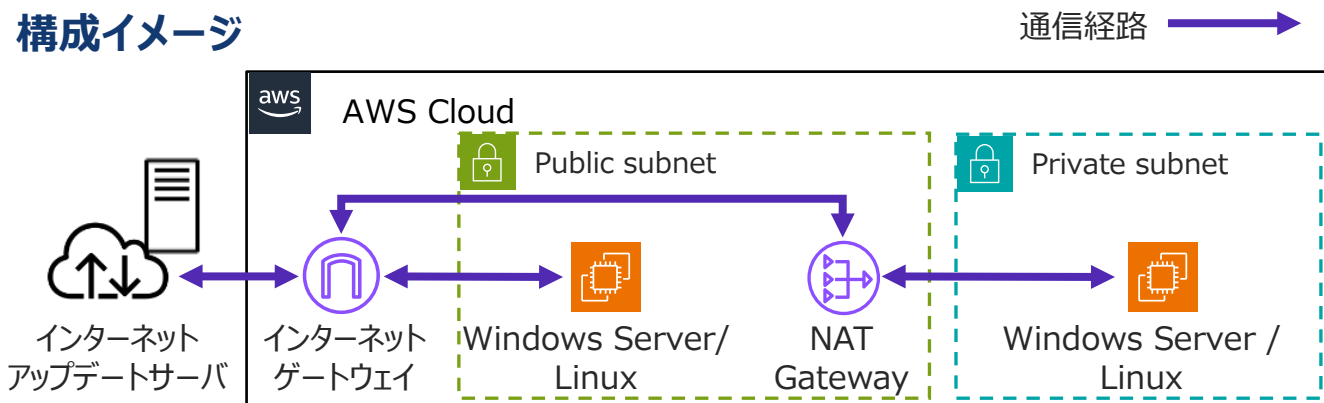 構成イメージ
通信経路
aws
AWS Cloud
Public subnet
Private subnet
インターネット
アップデートサーバ
インターネット
ゲートウェイ
Windows Server/
Linux
NAT
Gateway
Windows Server /
Linux